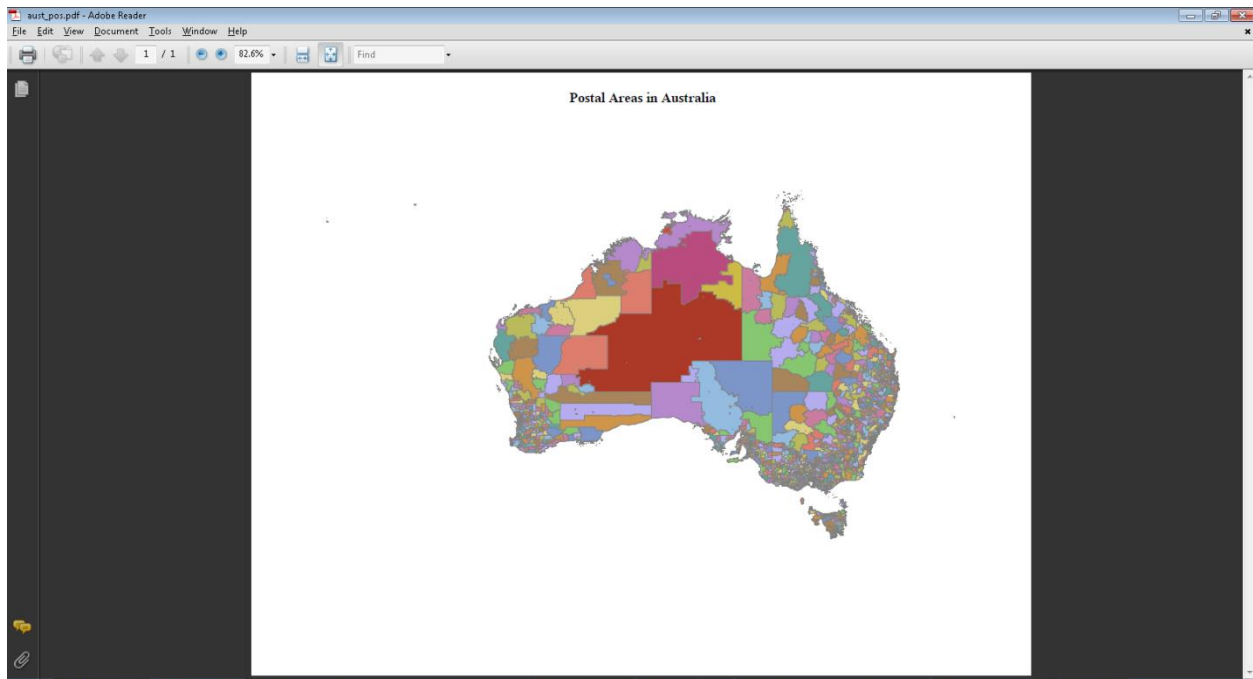 aust_pos.pdf - Adobe Reader
File Edit View Document Tools Window Help
1 / 1 82.6% Find
Postal Areas in Australia